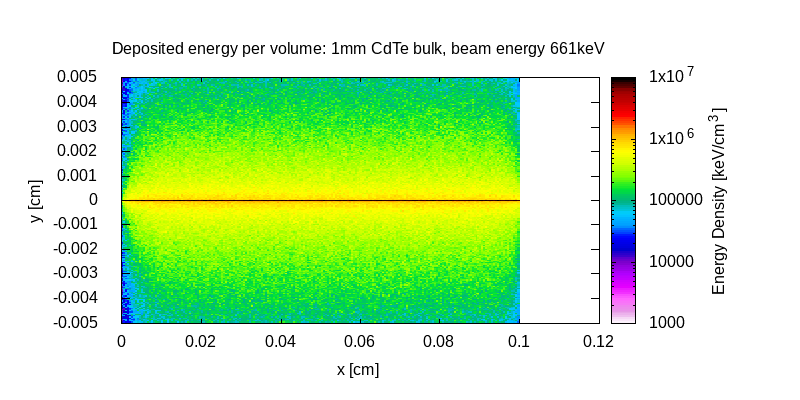 Deposited energy per volume: 1mm CdTe bulk, beam energy 661keV
0.005
0.004
0.003
0.002
0.001
0
-0.001
-0.002
-0.003
-0.004
-0.005
y [cm]
0 0.02 0.04 0.06 0.08 0.1 0.12
x [cm]
1x10^7
1x10^6
100000
10000
1000
Energy Density [keV/cm^3]